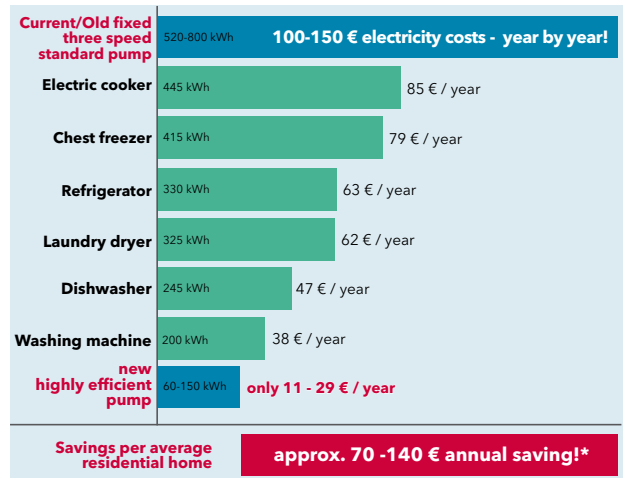 Current/Old fixed
three speed
standard pump
520-800 kWh
100-150 € electricity costs - year by year!
Electric cooker
445 kWh
85 € / year
Chest freezer
415 kWh
79 € / year
Refrigerator
330 kWh
63 € / year
Laundry dryer
325 kWh
62 € / year
Dishwasher
245 kWh
47 € / year
Washing machine
200 kWh
38 € / year
new
highly efficient
pump
60-150 kWh
only 11 - 29 € / year
Savings per average
residential home
approx. 70 -140 € annual saving!*